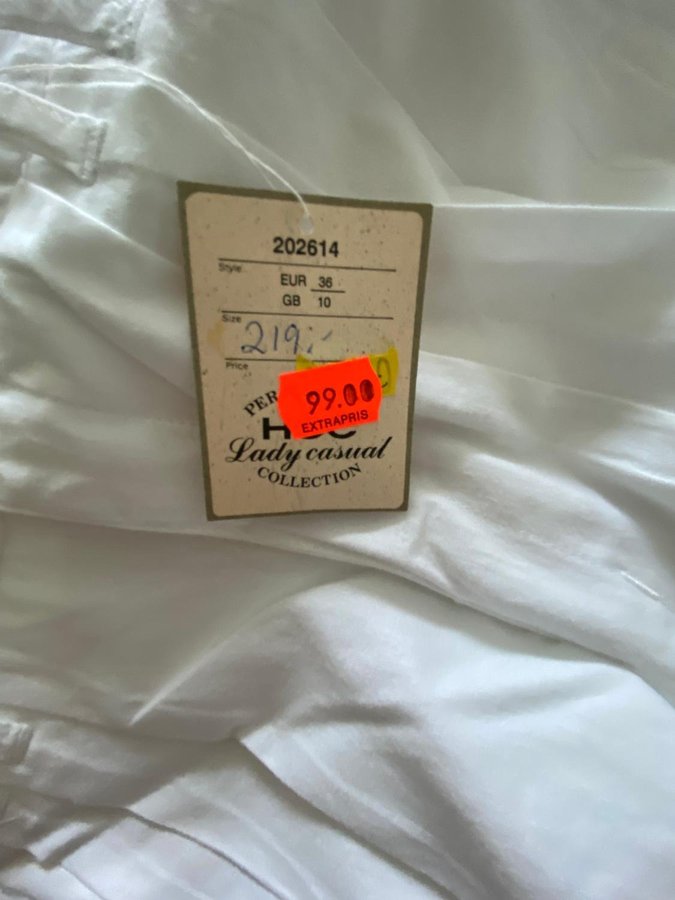 202614
Style
EUR 36
GB 10
Size
219:-
Price
99.00
EXTRAPRIS
Lady casual
COLLECTION